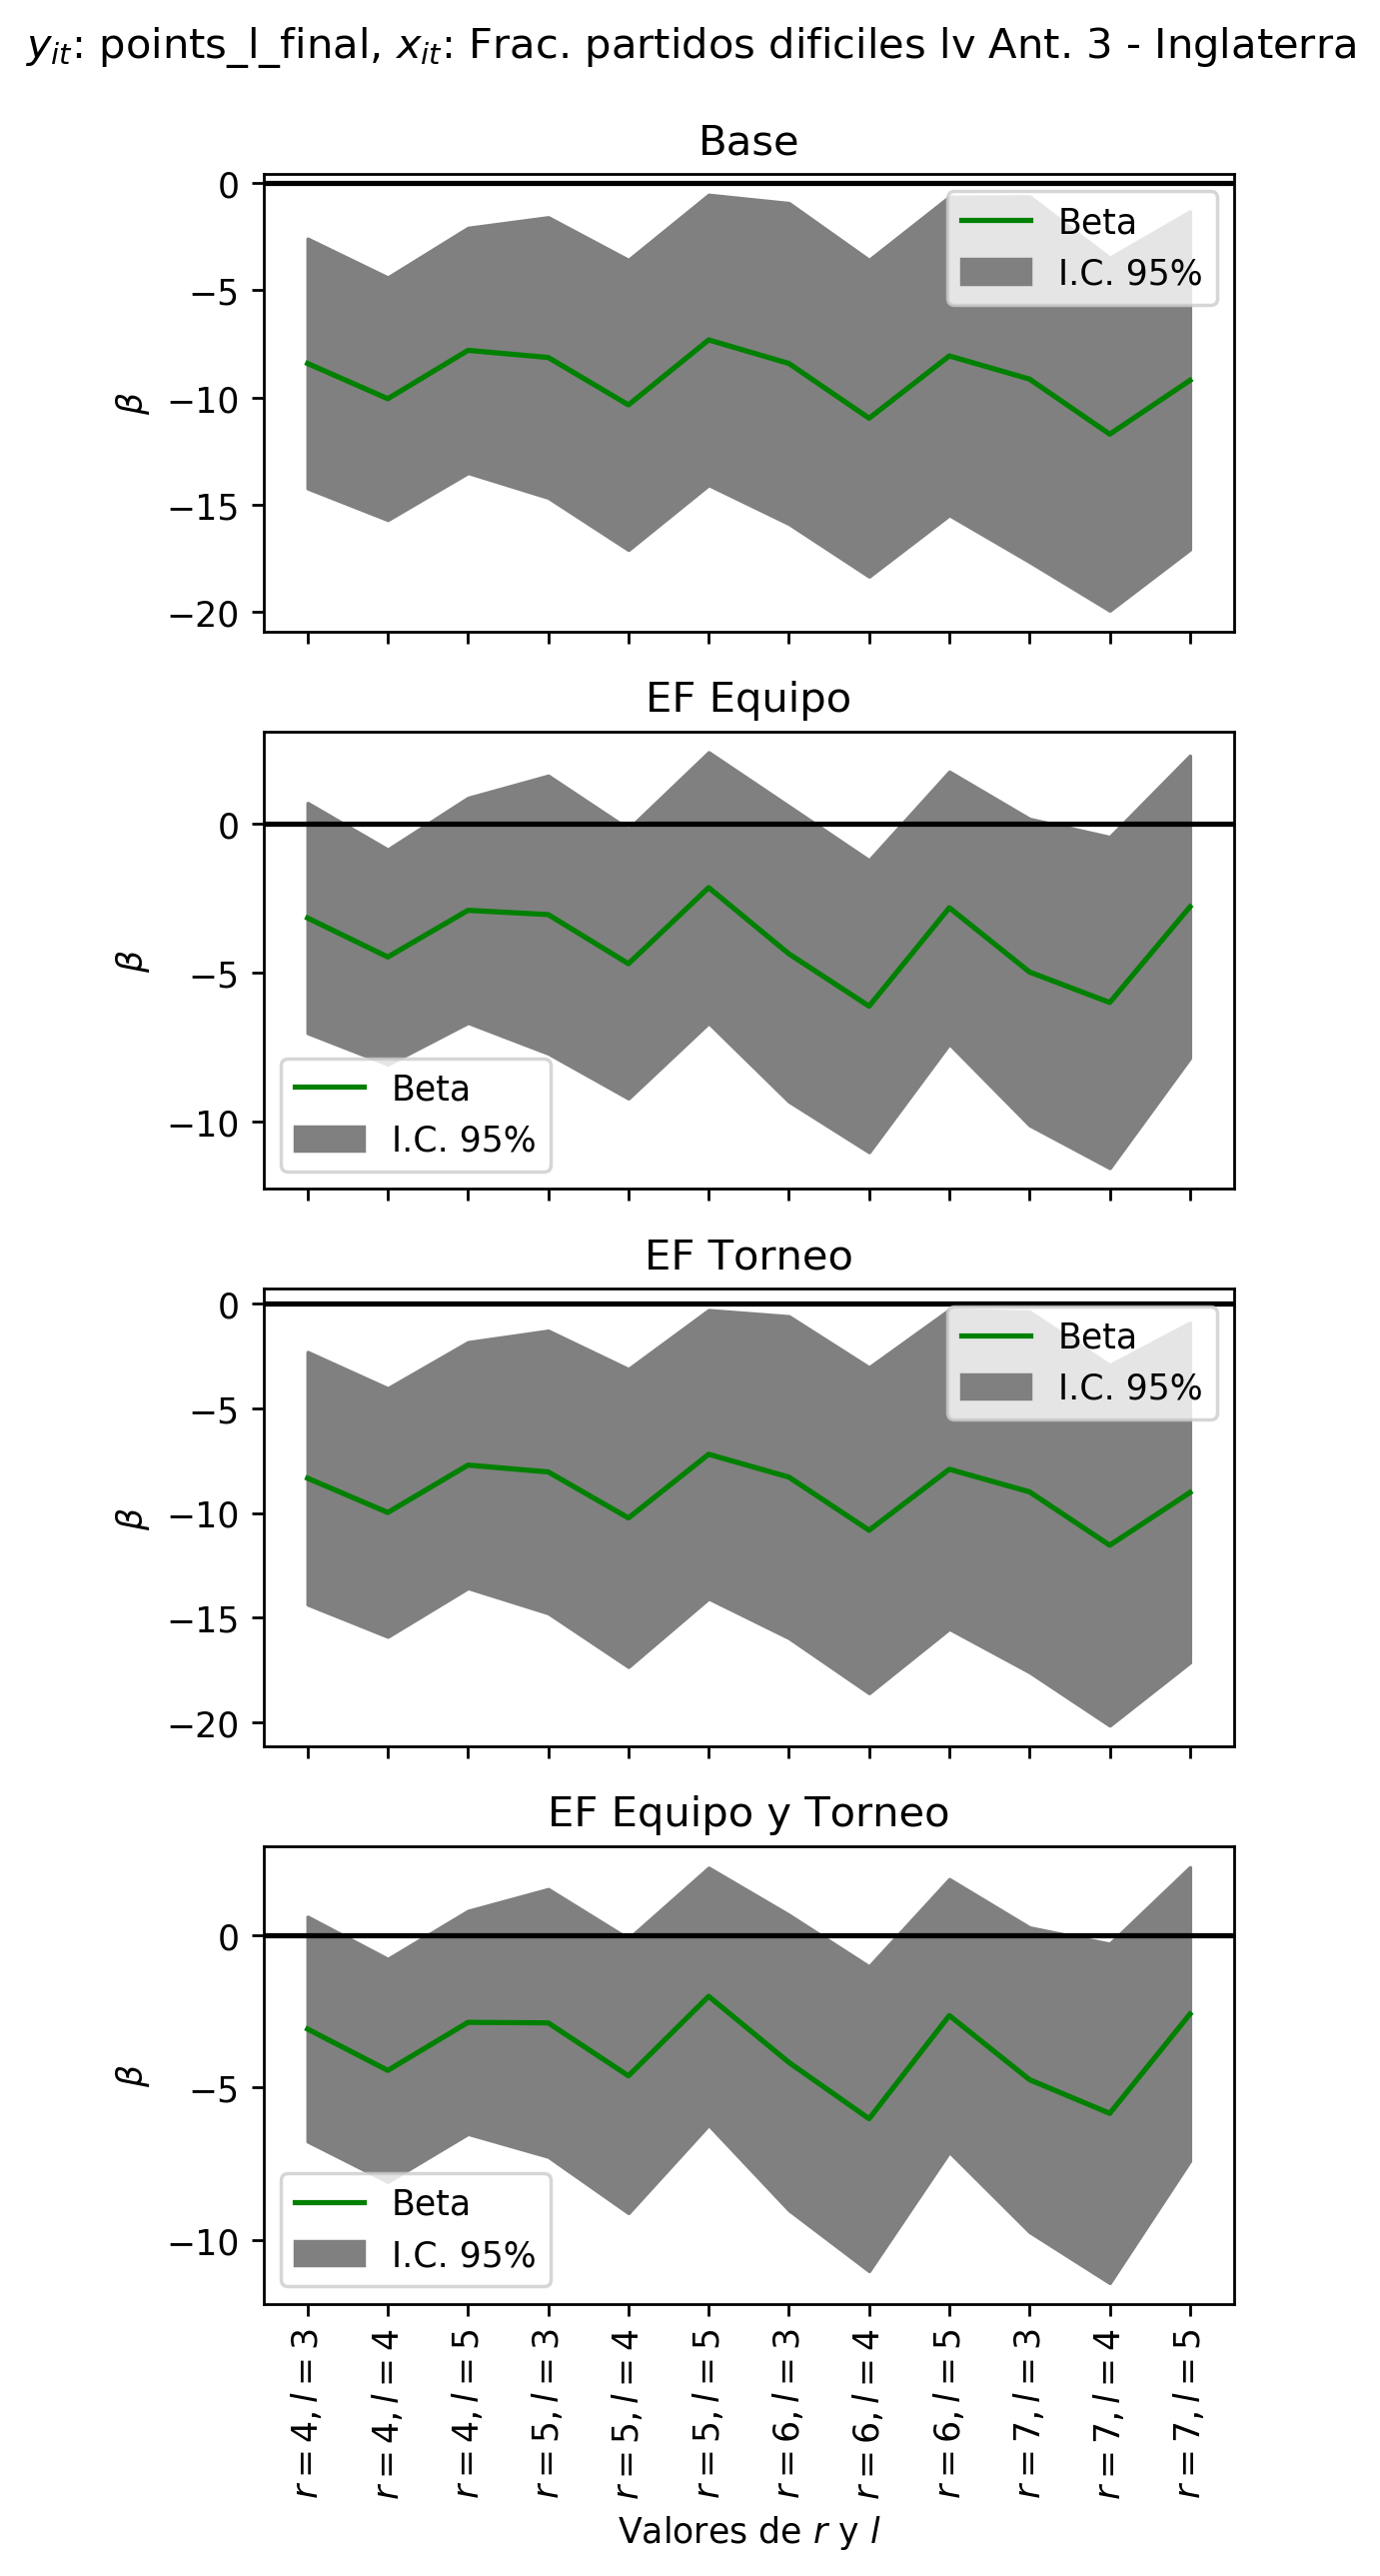 y_it: points_l_final, x_it: Frac. partidos dificiles lv Ant. 3 - Inglaterra
Base
0
−5
−10
−15
−20
β
Beta
I.C. 95%
EF Equipo
0
−5
−10
β
Beta
I.C. 95%
EF Torneo
0
−5
−10
−15
−20
β
Beta
I.C. 95%
EF Equipo y Torneo
0
−5
−10
β
Beta
I.C. 95%
r = 4, l = 3
r = 4, l = 4
r = 4, l = 5
r = 5, l = 3
r = 5, l = 4
r = 5, l = 5
r = 6, l = 3
r = 6, l = 4
r = 6, l = 5
r = 7, l = 3
r = 7, l = 4
r = 7, l = 5
Valores de r y l